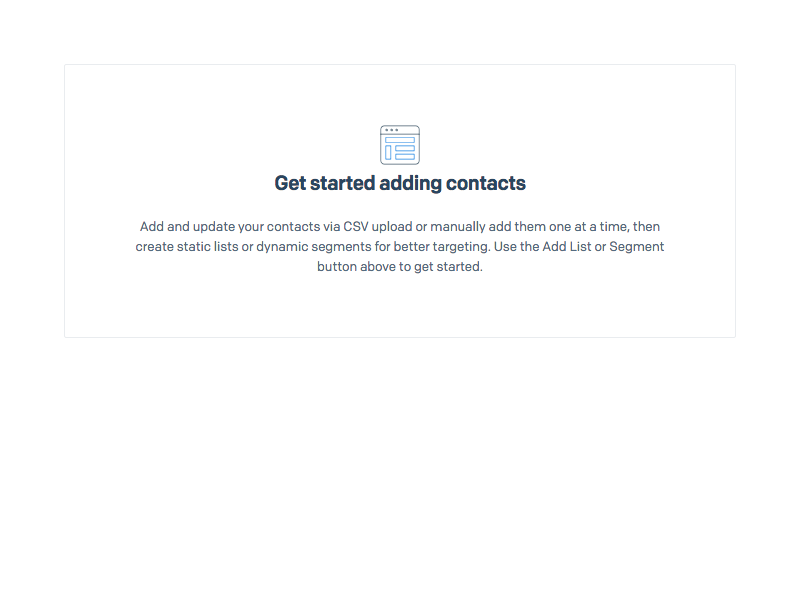 Get started adding contacts
Add and update your contacts via CSV upload or manually add them one at a time, then
create static lists or dynamic segments for better targeting. Use the Add List or Segment
button above to get started.